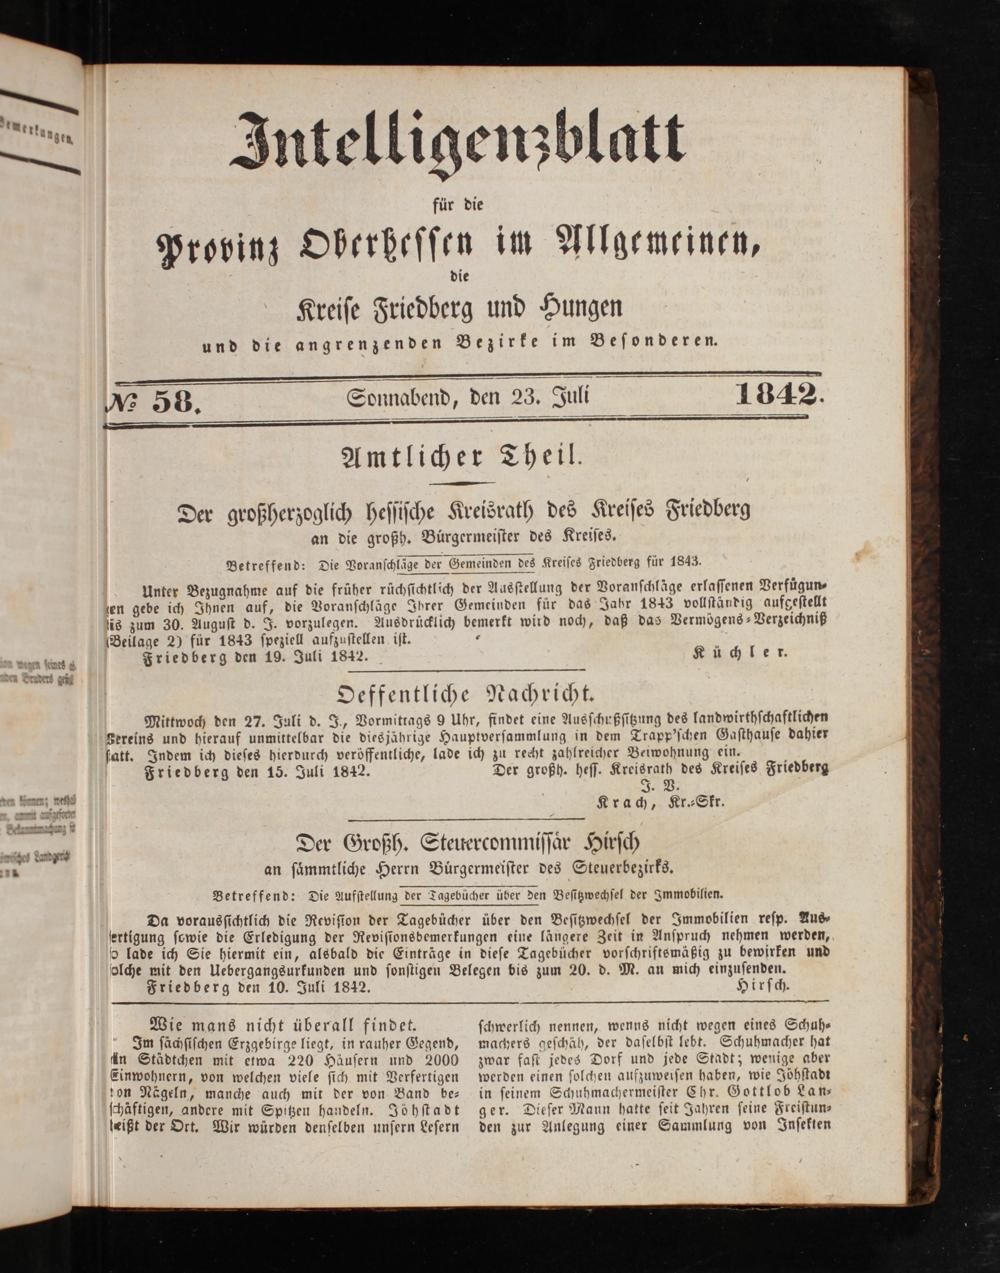 Bemerkungen.
Intelligenzblatt
für die
Provinz Oberhessen im Allgemeinen,
die
Kreise Friedberg und Hungen
und die angrenzenden Bezirke im Besonderen.
№ 58. Sonnabend, den 23. Juli 1842.
Amtlicher Theil.
Der großherzoglich hessische Kreisrath des Kreises Friedberg
an die großh. Bürgermeister des Kreises.
Betreffend: Die Voranschläge der Gemeinden des Kreises Friedberg für 1843.
Unter Bezugnahme auf die früher rücksichtlich der Ausstellung der Voranschläge erlassenen Verfügun-
en gebe ich Ihnen auf, die Voranschläge Ihrer Gemeinden für das Jahr 1843 vollständig aufgestellt
bis zum 30. August d. J. vorzulegen. Ausdrücklich bemerkt wird noch, daß das Vermögens-Verzeichniß
(Beilage 2) für 1843 speziell aufzustellen ist.
Friedberg den 19. Juli 1842. Küchler.
Oeffentliche Nachricht.
Mittwoch den 27. Juli d. J., Vormittags 9 Uhr, findet eine Ausschußsitzung des landwirthschaftlichen
Vereins und hierauf unmittelbar die diesjährige Hauptversammlung in dem Trapp'schen Gasthause dahier
statt. Indem ich dieses hierdurch veröffentliche, lade ich zu recht zahlreicher Beiwohnung ein.
Friedberg den 15. Juli 1842. Der großh. hess. Kreisrath des Kreises Friedberg
J. V.
Krach, Kr.-Skr.
Der Großh. Steuercommissär Hirsch
an sämmtliche Herrn Bürgermeister des Steuerbezirks.
Betreffend: Die Aufstellung der Tagebücher über den Besitzwechsel der Immobilien.
Da voraussichtlich die Revision der Tagebücher über den Besitzwechsel der Immobilien resp. Aus-
fertigung sowie die Erledigung der Revisionsbemerkungen eine längere Zeit in Anspruch nehmen werden,
so lade ich Sie hiermit ein, alsbald die Einträge in diese Tagebücher vorschriftsmäßig zu bewirken und
solche mit den Uebergangsurkunden und sonstigen Belegen bis zum 20. d. M. an mich einzusenden.
Friedberg den 10. Juli 1842. Hirsch.
Wie mans nicht überall findet.
Im sächsischen Erzgebirge liegt, in rauher Gegend,
ein Städtchen mit etwa 220 Häusern und 2000
Einwohnern, von welchen viele sich mit Verfertigen
von Nägeln, manche auch mit der von Band be-
schäftigen, andere mit Spitzen handeln. Jöhstadt
heißt der Ort. Wir würden denselben unsern Lesern
schwerlich nennen, wenns nicht wegen eines Schuh-
machers geschäh, der daselbst lebt. Schuhmacher hat
zwar fast jedes Dorf und jede Stadt; wenige aber
werden einen solchen aufzuweisen haben, wie Jöhstadt
in seinem Schuhmachermeister Chr. Gottlob Lan-
ger. Dieser Mann hatte seit Jahren seine Freistun-
den zur Anlegung einer Sammlung von Insekten